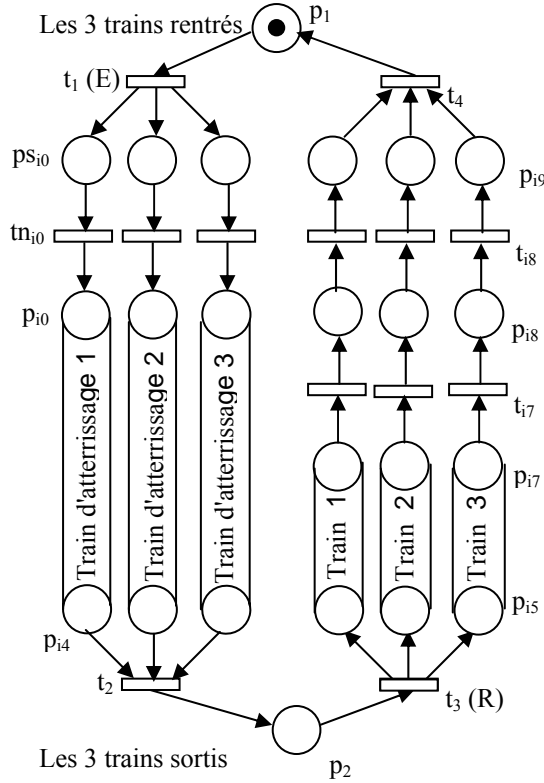 Les 3 trains rentrés
p1
t1 (E)
t4
psi0
pi9
tni0
ti8
pi0
pi8
ti7
Train d'atterrissage 1
Train d'atterrissage 2
Train d'atterrissage 3
Train 1
Train 2
Train 3
pi7
pi5
pi4
t2
t3 (R)
p2
Les 3 trains sortis